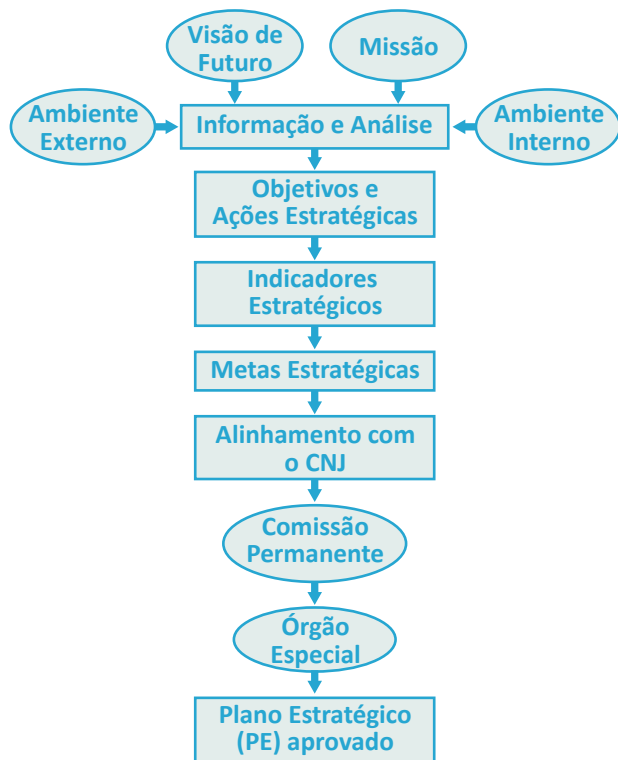 Visão de
Futuro
Missão
Ambiente
Externo
Informação e Análise
Ambiente
Interno
Objetivos e
Ações Estratégicas
Indicadores
Estratégicos
Metas Estratégicas
Alinhamento com
o CNJ
Comissão
Permanente
Órgão
Especial
Plano Estratégico
(PE) aprovado